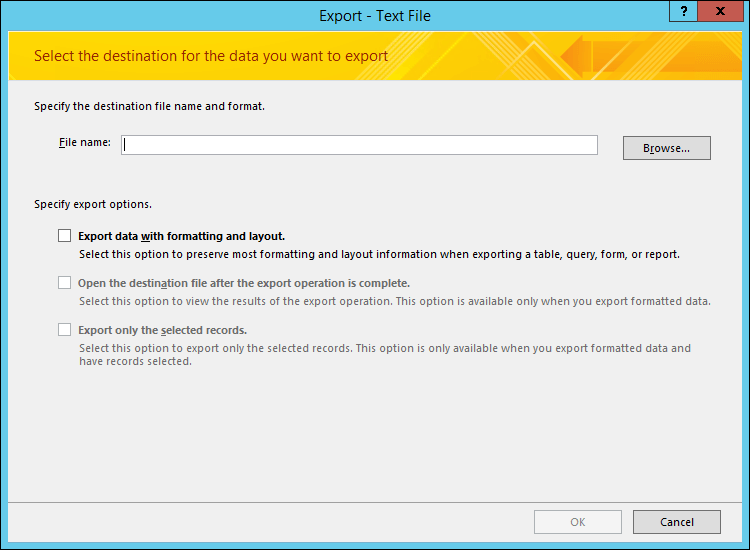 Export - Text File
?
x
Select the destination for the data you want to export
Specify the destination file name and format.
File name:
Browse...
Specify export options.
Export data with formatting and layout.
Select this option to preserve most formatting and layout information when exporting a table, query, form, or report.
Open the destination file after the export operation is complete.
Select this option to view the results of the export operation. This option is available only when you export formatted data.
Export only the selected records.
Select this option to export only the selected records. This option is only available when you export formatted data and
have records selected.
OK
Cancel